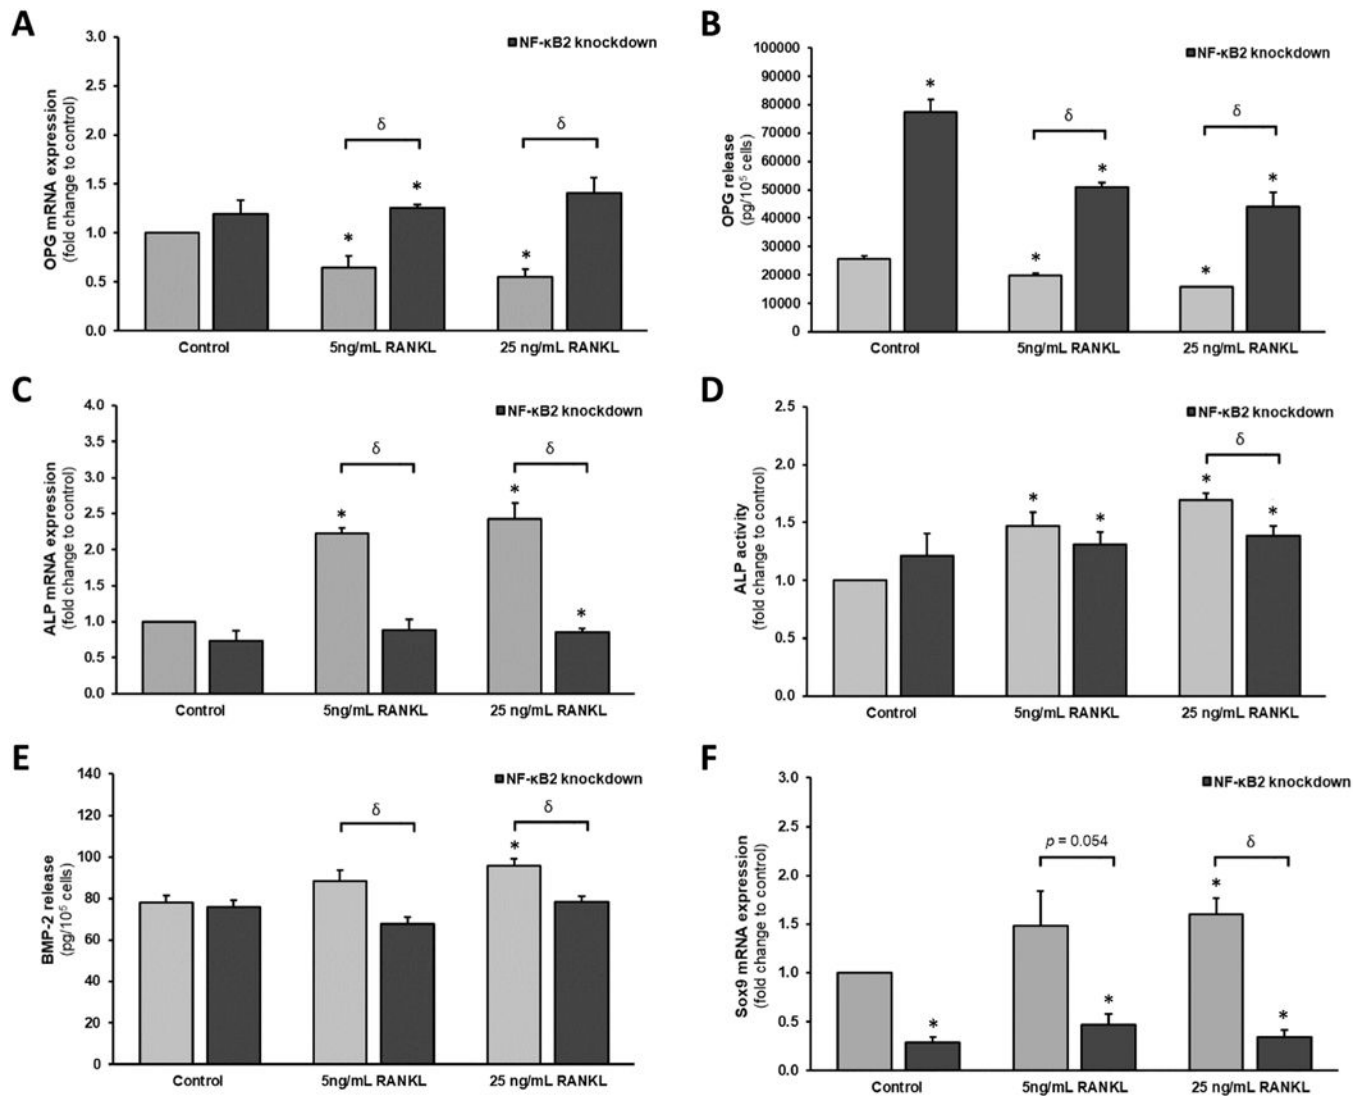 A
OPG mRNA expression
(fold change to control)
3.0
2.5
2.0
1.5
1.0
0.5
0.0
NF-κB2 knockdown
δ
δ
*
*
*
Control
5ng/mL RANKL
25 ng/mL RANKL
B
OPG release
(pg/10⁵ cells)
100000
90000
80000
70000
60000
50000
40000
30000
20000
10000
0
NF-κB2 knockdown
*
δ
δ
*
*
*
*
Control
5ng/mL RANKL
25 ng/mL RANKL
C
ALP mRNA expression
(fold change to control)
4.0
3.5
3.0
2.5
2.0
1.5
1.0
0.5
0.0
NF-κB2 knockdown
δ
δ
*
*
*
Control
5ng/mL RANKL
25 ng/mL RANKL
D
ALP activity
(fold change to control)
2.5
2.0
1.5
1.0
0.5
0.0
NF-κB2 knockdown
δ
*
*
*
*
Control
5ng/mL RANKL
25 ng/mL RANKL
E
BMP-2 release
(pg/10⁵ cells)
140
120
100
80
60
40
20
0
NF-κB2 knockdown
δ
δ
*
Control
5ng/mL RANKL
25 ng/mL RANKL
F
Sox9 mRNA expression
(fold change to control)
3.0
2.5
2.0
1.5
1.0
0.5
0.0
NF-κB2 knockdown
p = 0.054
δ
*
*
*
*
Control
5ng/mL RANKL
25 ng/mL RANKL